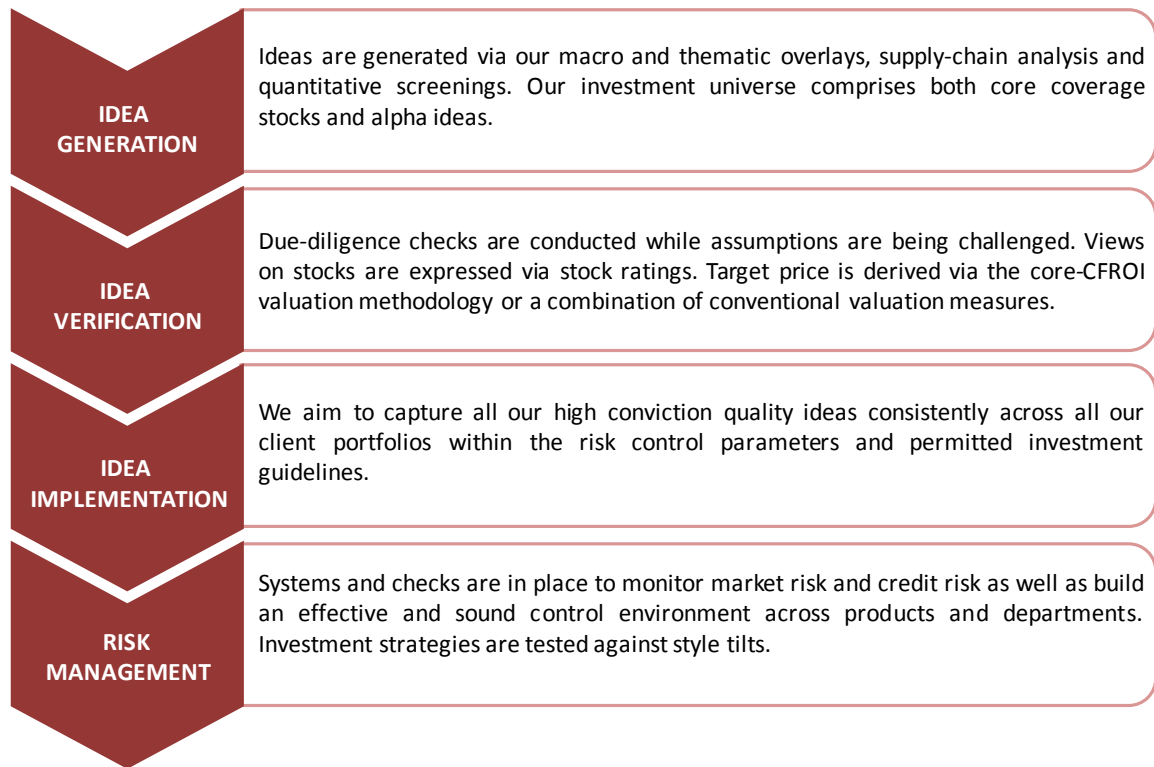 IDEA
GENERATION
Ideas are generated via our macro and thematic overlays, supply-chain analysis and
quantitative screenings. Our investment universe comprises both core coverage
stocks and alpha ideas.
IDEA
VERIFICATION
Due-diligence checks are conducted while assumptions are being challenged. Views
on stocks are expressed via stock ratings. Target price is derived via the core-CFROI
valuation methodology or a combination of conventional valuation measures.
IDEA
IMPLEMENTATION
We aim to capture all our high conviction quality ideas consistently across all our
client portfolios within the risk control parameters and permitted investment
guidelines.
RISK
MANAGEMENT
Systems and checks are in place to monitor market risk and credit risk as well as build
an effective and sound control environment across products and departments.
Investment strategies are tested against style tilts.